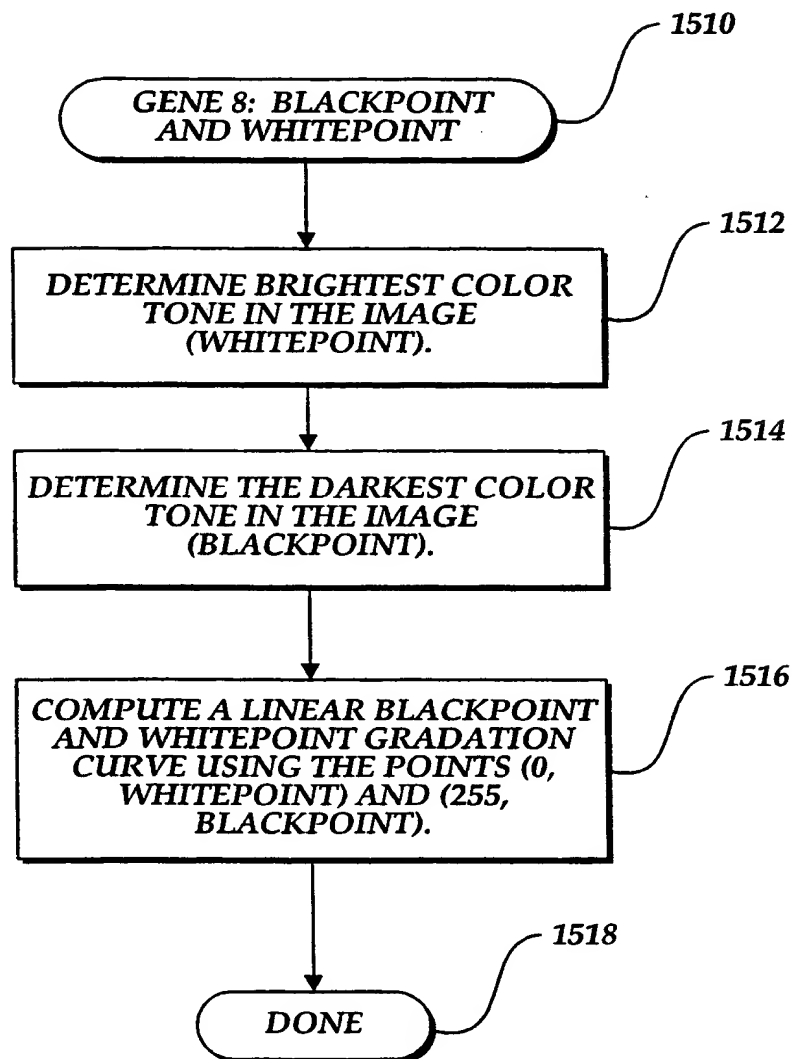 1510
GENE 8: BLACKPOINT
AND WHITEPOINT
1512
DETERMINE BRIGHTEST COLOR
TONE IN THE IMAGE
(WHITEPOINT).
1514
DETERMINE THE DARKEST COLOR
TONE IN THE IMAGE
(BLACKPOINT).
1516
COMPUTE A LINEAR BLACKPOINT
AND WHITEPOINT GRADATION
CURVE USING THE POINTS (0,
WHITEPOINT) AND (255,
BLACKPOINT).
1518
DONE